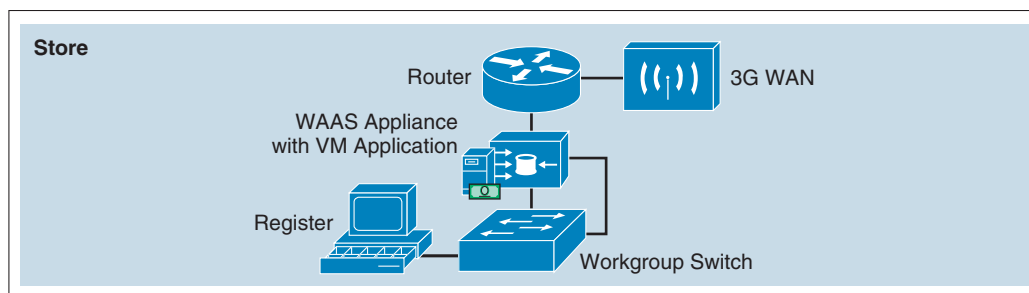 Store
Router
3G WAN
WAAS Appliance
with VM Application
Register
Workgroup Switch